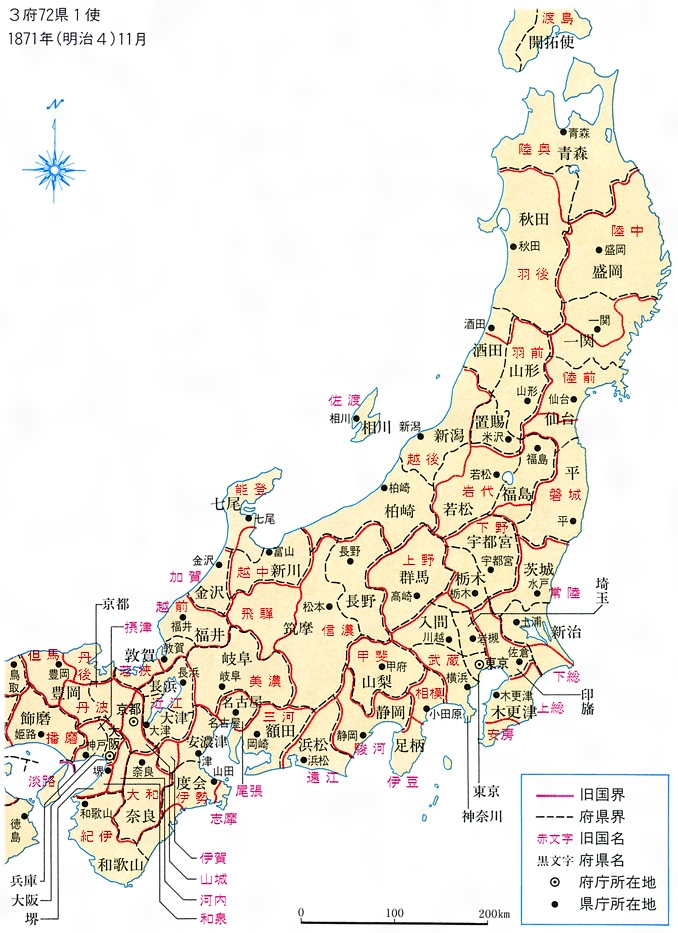 3府72県1使
1871年(明治4)11月
N
渡島
開拓使
青森
陸奥
青森
秋田
秋田
陸中
盛岡
盛岡
羽後
一関
一関
酒田
酒田
羽前
山形
山形
陸前
仙台
仙台
置賜
米沢
佐渡
相川
相川
新潟
新潟
越後
福島
若松
岩代
福島
平
磐城
平
若松
柏崎
柏崎
能登
七尾
七尾
下野
宇都宮
宇都宮
富山
新川
越中
金沢
加賀
金沢
長野
長野
上野
群馬
高崎
栃木
栃木
茨城
水戸
常陸
埼玉
京都
摂津
越前
福井
福井
飛騨
松本
筑摩
信濃
入間
川越
岩槻
土浦
新治
敦賀
敦賀
岐阜
岐阜
美濃
甲斐
甲府
山梨
武蔵
東京
佐倉
下総
印旛
但馬
豊岡
豊岡
丹後
若狭
鳥取
丹波
京都
長浜
長浜
近江
大津
大津
名古屋
名古屋
三河
額田
岡崎
浜松
浜松
静岡
静岡
相模
小田原
横浜
足柄
木更津
木更津
上総
安房
飾磨
姫路
播磨
神戸
大阪
堺
奈良
安濃津
津
山田
度会
伊勢
尾張
志摩
遠江
駿河
伊豆
東京
神奈川
淡路
徳島
和歌山
紀伊
大和
奈良
和歌山
兵庫
大阪
堺
伊賀
山城
河内
和泉
旧国界
府県界
赤文字 旧国名
黒文字 府県名
府庁所在地
県庁所在地
0 100 200km